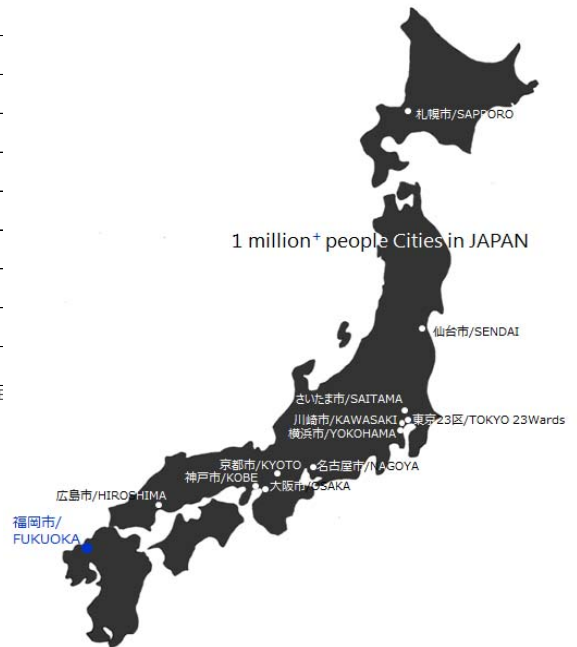 札幌市/SAPPORO
1 million⁺ people Cities in JAPAN
仙台市/SENDAI
さいたま市/SAITAMA
川崎市/KAWASAKI
東京23区/TOKYO 23Wards
横浜市/YOKOHAMA
京都市/KYOTO
名古屋市/NAGOYA
神戸市/KOBE
大阪市/OSAKA
広島市/HIROSHIMA
福岡市/
FUKUOKA